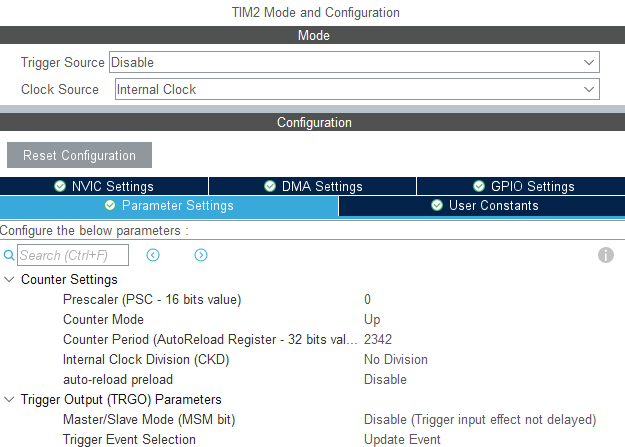 TIM2 Mode and Configuration
Mode
Trigger Source Disable
Clock Source Internal Clock
Configuration
Reset Configuration
NVIC Settings DMA Settings GPIO Settings
Parameter Settings User Constants
Configure the below parameters :
Search (Ctrl+F)
Counter Settings
Prescaler (PSC - 16 bits value) 0
Counter Mode Up
Counter Period (AutoReload Register - 32 bits val... 2342
Internal Clock Division (CKD) No Division
auto-reload preload Disable
Trigger Output (TRGO) Parameters
Master/Slave Mode (MSM bit) Disable (Trigger input effect not delayed)
Trigger Event Selection Update Event